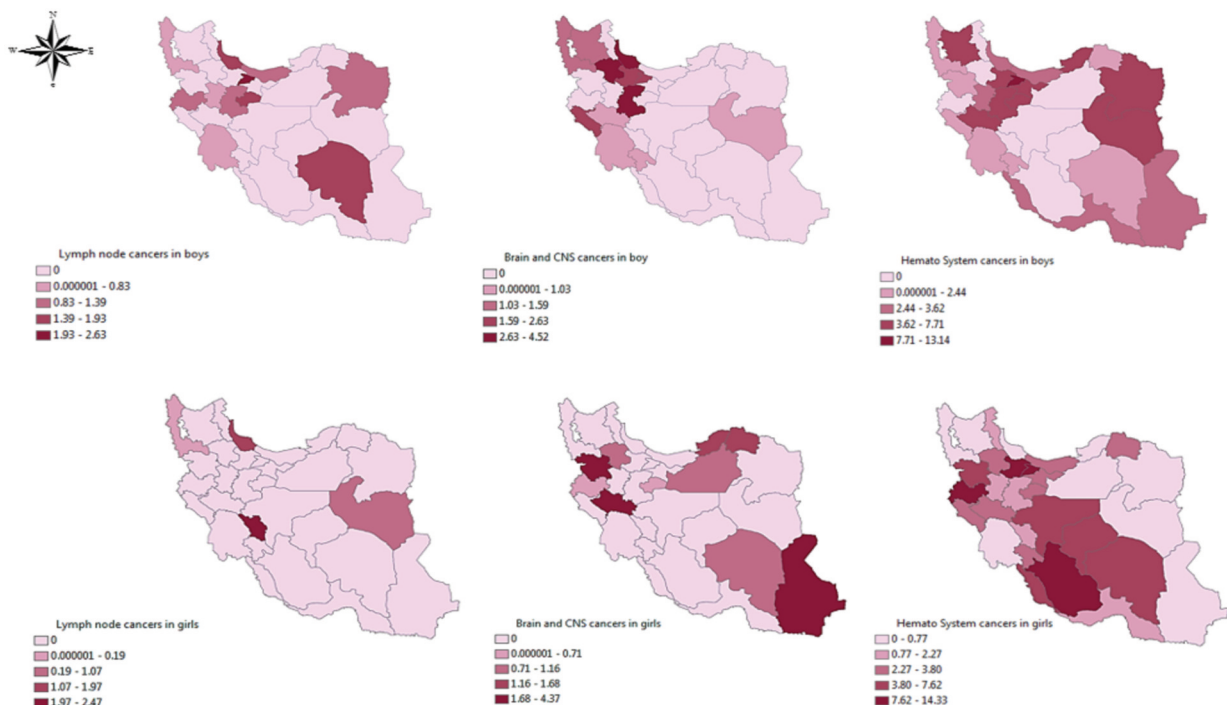 N
W
E
Lymph node cancers in boys
0
0.000001 - 0.83
0.83 - 1.39
1.39 - 1.93
1.93 - 2.63
Brain and CNS cancers in boy
0
0.000001 - 1.03
1.03 - 1.59
1.59 - 2.63
2.63 - 4.52
Hemato System cancers in boys
0
0.000001 - 2.44
2.44 - 3.62
3.62 - 7.71
7.71 - 13.14
Lymph node cancers in girls
0
0.000001 - 0.19
0.19 - 1.07
1.07 - 1.97
1.97 - 2.47
Brain and CNS cancers in girls
0
0.000001 - 0.71
0.71 - 1.16
1.16 - 1.68
1.68 - 4.37
Hemato System cancers in girls
0 - 0.77
0.77 - 2.27
2.27 - 3.80
3.80 - 7.62
7.62 - 14.33